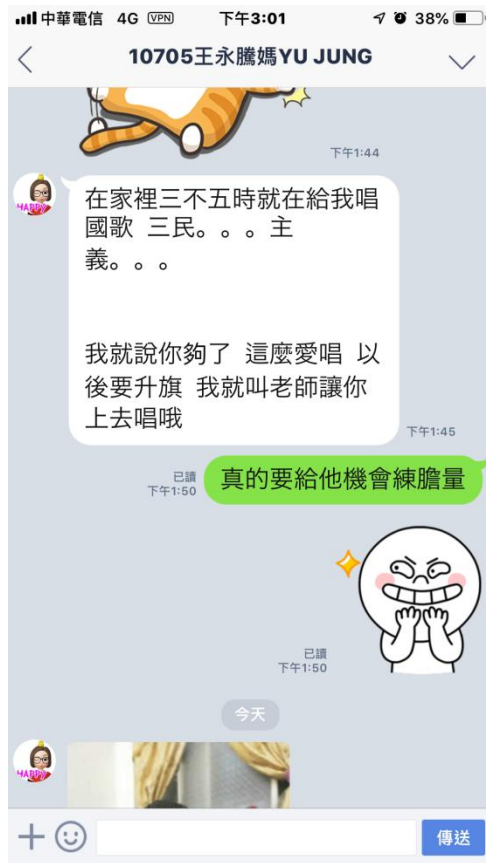 中華電信 4G VPN 下午3:01 38%
10705王永騰媽YU JUNG
下午1:44
在家裡三不五時就在給我唱
國歌 三民。。。主
義。。。
我就說你夠了 這麼愛唱 以
後要升旗 我就叫老師讓你
上去唱哦
下午1:45
已讀
下午1:50
真的要給他機會練膽量
已讀
下午1:50
今天
HAPPY
傳送